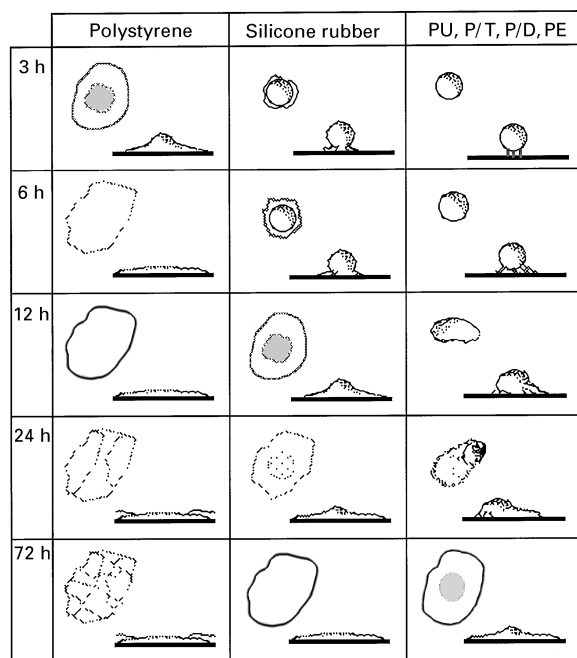 Polystyrene Silicone rubber PU, P/T, P/D, PE
3 h
6 h
12 h
24 h
72 h